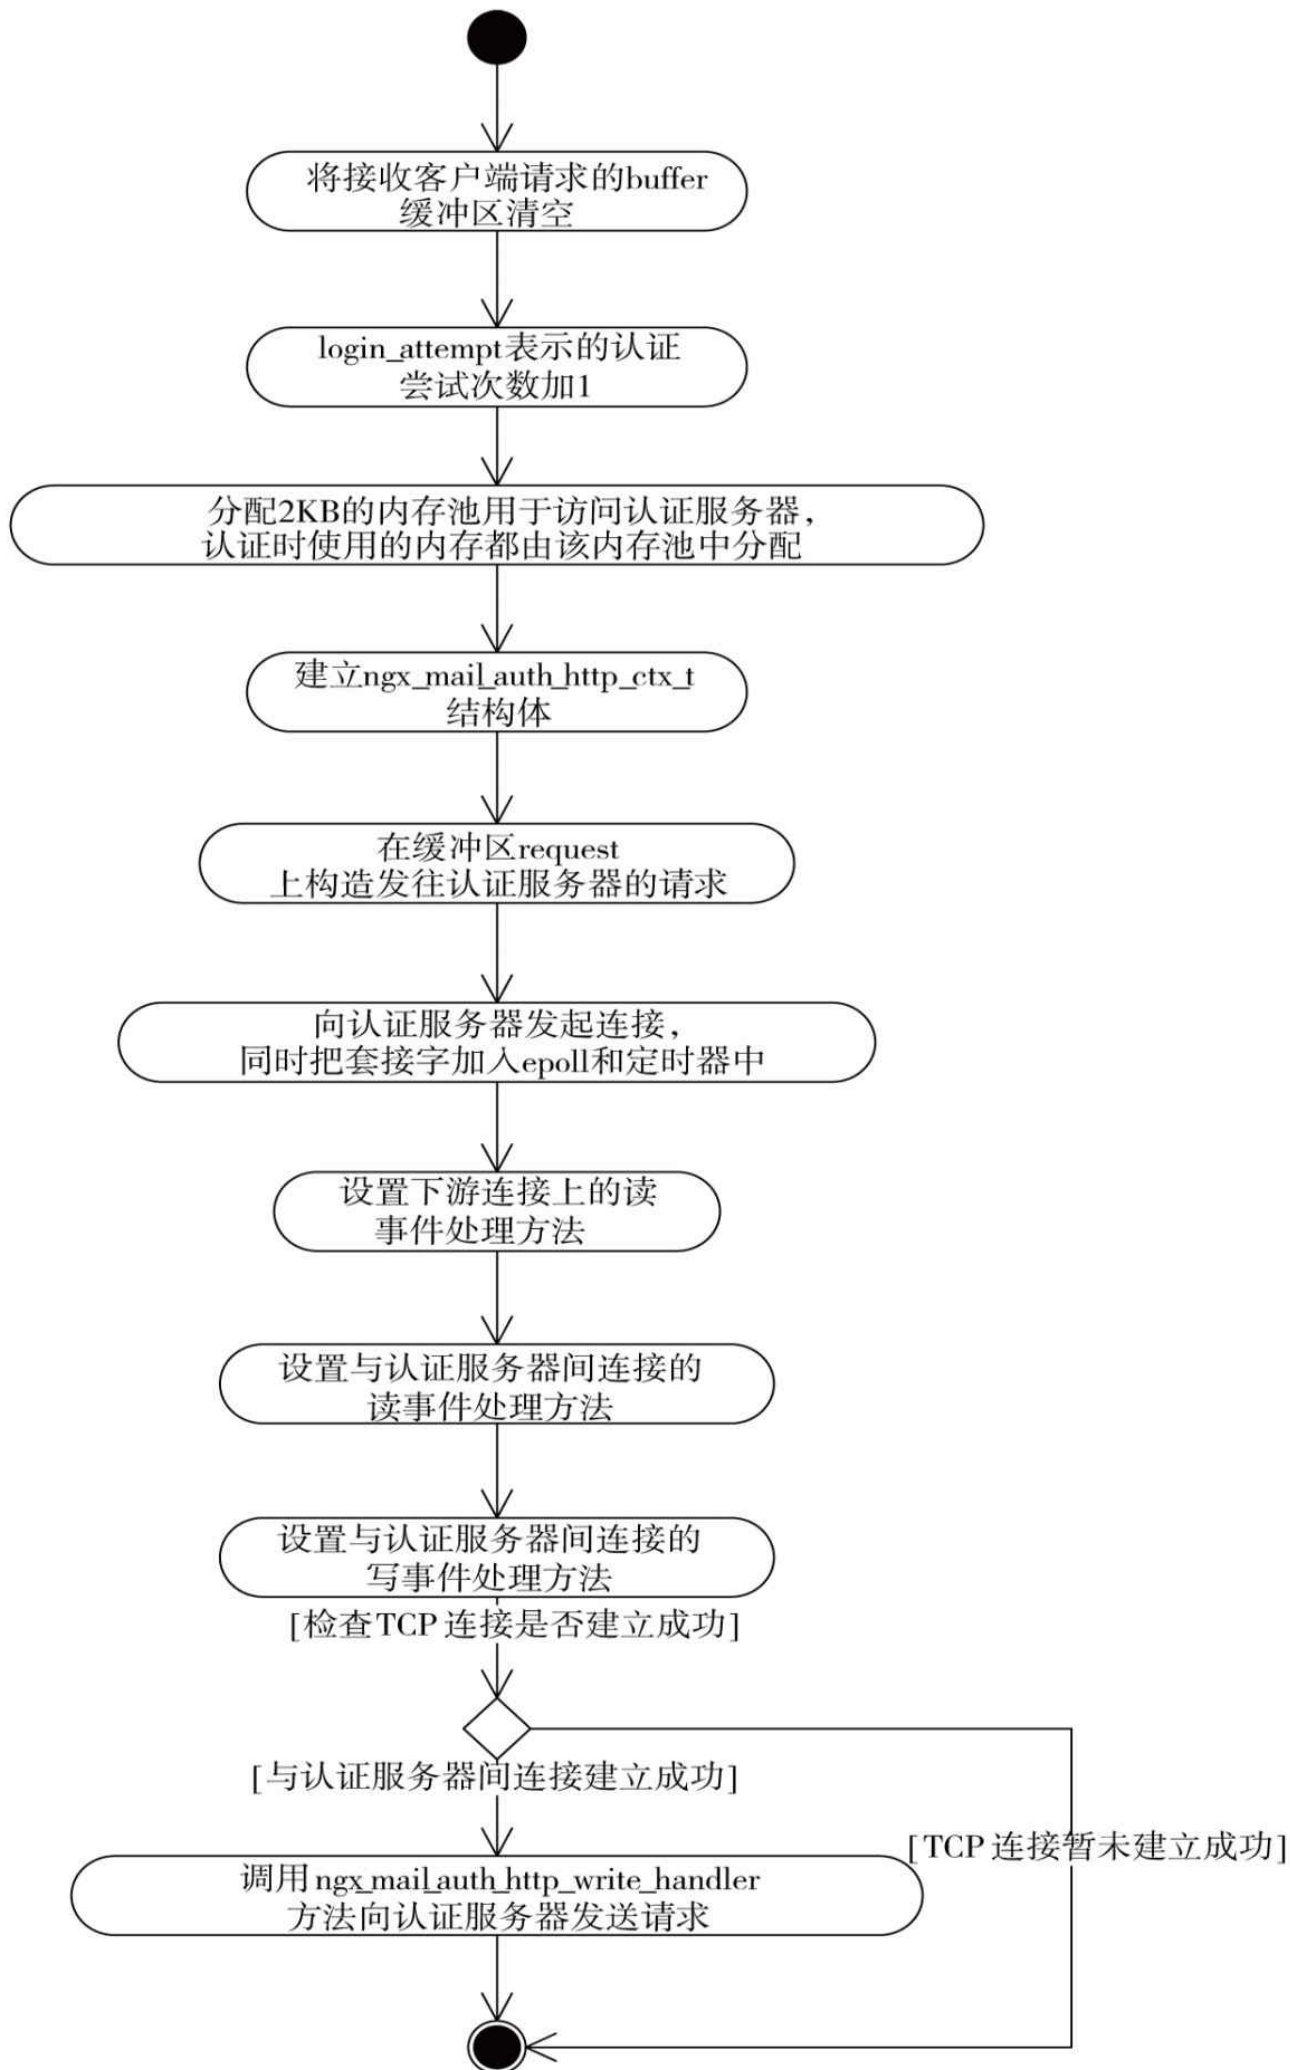 将接收客户端请求的buffer
缓冲区清空
login_attempt表示的认证
尝试次数加1
分配2KB的内存池用于访问认证服务器，
认证时使用的内存都由该内存池中分配
建立ngx_mail_auth_http_ctx_t
结构体
在缓冲区request
上构造发往认证服务器的请求
向认证服务器发起连接，
同时把套接字加入epoll和定时器中
设置下游连接上的读
事件处理方法
设置与认证服务器间连接的
读事件处理方法
设置与认证服务器间连接的
写事件处理方法
[检查TCP 连接是否建立成功]
[与认证服务器间连接建立成功]
[TCP 连接暂未建立成功]
调用ngx_mail_auth_http_write_handler
方法向认证服务器发送请求